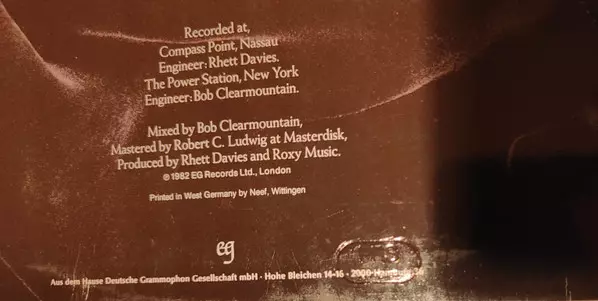 Recorded at,
Compass Point, Nassau
Engineer: Rhett Davies.
The Power Station, New York
Engineer: Bob Clearmountain.
Mixed by Bob Clearmountain,
Mastered by Robert C. Ludwig at Masterdisk,
Produced by Rhett Davies and Roxy Music.
℗ 1982 EG Records Ltd., London
Printed in West Germany by Neef, Wittingen
eg
Aus dem Hause Deutsche Grammophon Gesellschaft mbH · Hohe Bleichen 14-16 · 2000 Hamburg